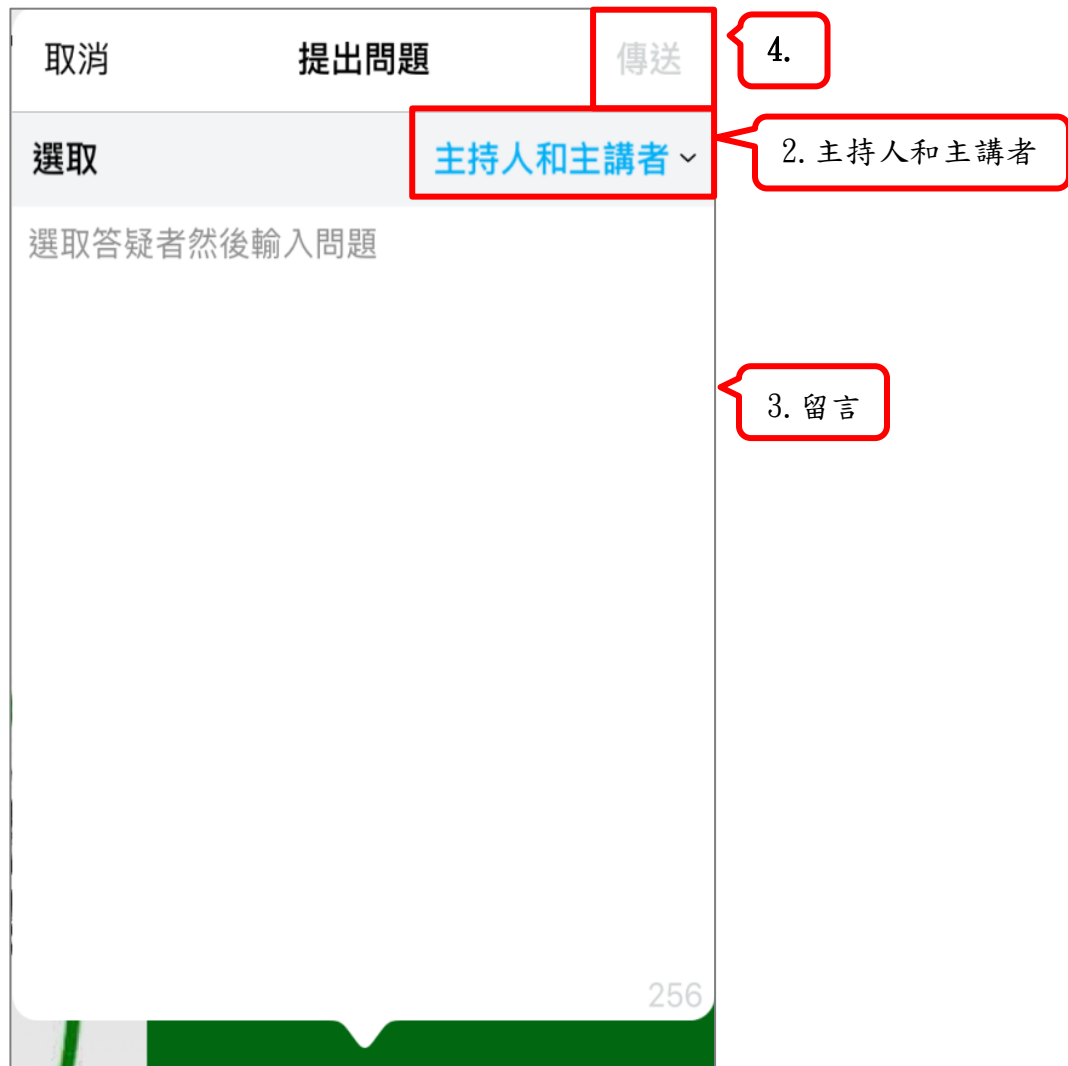 取消 提出問題 傳送 4.
選取 主持人和主講者 2.主持人和主講者
選取答疑者然後輸入問題
3.留言
256